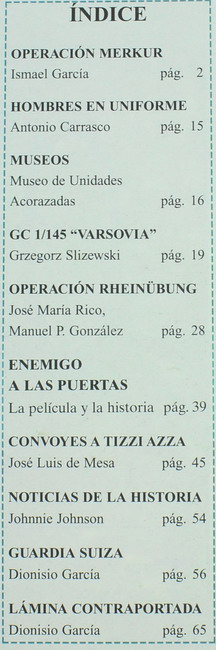 ÍNDICE
OPERACIÓN MERKUR
Ismael García pág. 2
HOMBRES EN UNIFORME
Antonio Carrasco pág. 15
MUSEOS
Museo de Unidades
Acorazadas pág. 16
GC 1/145 “VARSOVIA”
Grzegorz Slizewski pág. 19
OPERACIÓN RHEINÜBUNG
José María Rico,
Manuel P. González pág. 28
ENEMIGO
A LAS PUERTAS
La película y la historia pág. 39
CONVOYES A TIZZI AZZA
José Luis de Mesa pág. 45
NOTICIAS DE LA HISTORIA
Johnnie Johnson pág. 54
GUARDIA SUIZA
Dionisio García pág. 56
LÁMINA CONTRAPORTADA
Dionisio García pág. 65